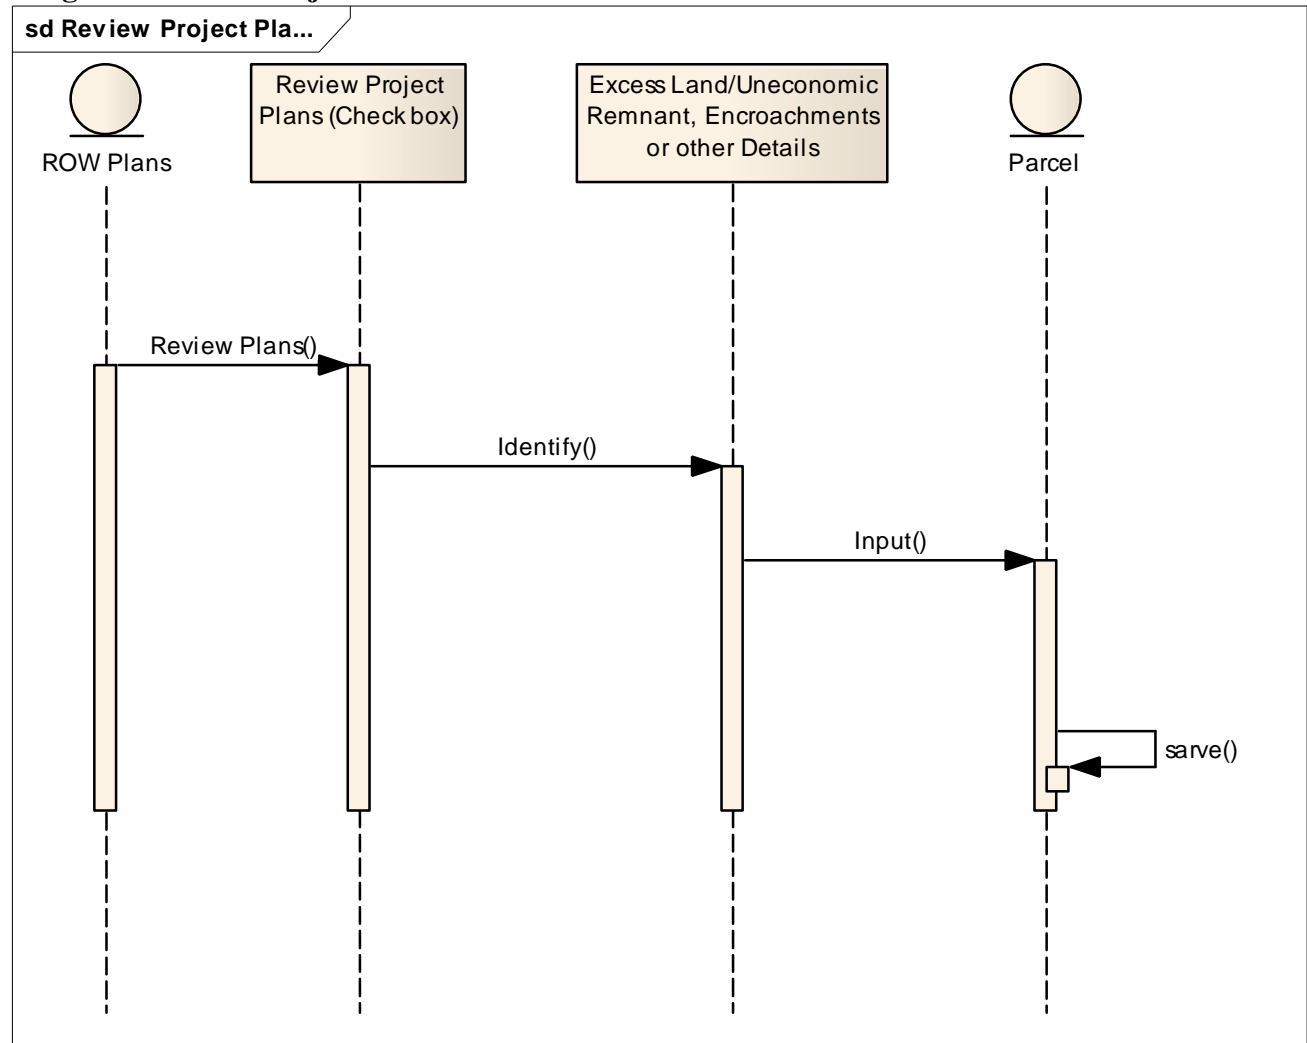 sd Review Project Pla...
ROW Plans
Review Project
Plans (Check box)
Excess Land/Uneconomic
Remnant, Encroachments
or other Details
Parcel
Review Plans()
Identify()
Input()
sarve()